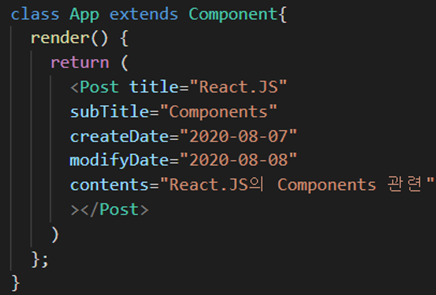 class App extends Component{
render() {
return (
<Post title="React.JS"
subTitle="Components"
createDate="2020-08-07"
modifyDate="2020-08-08"
contents="React.JS의 Components 관련"
></Post>
)
};
}